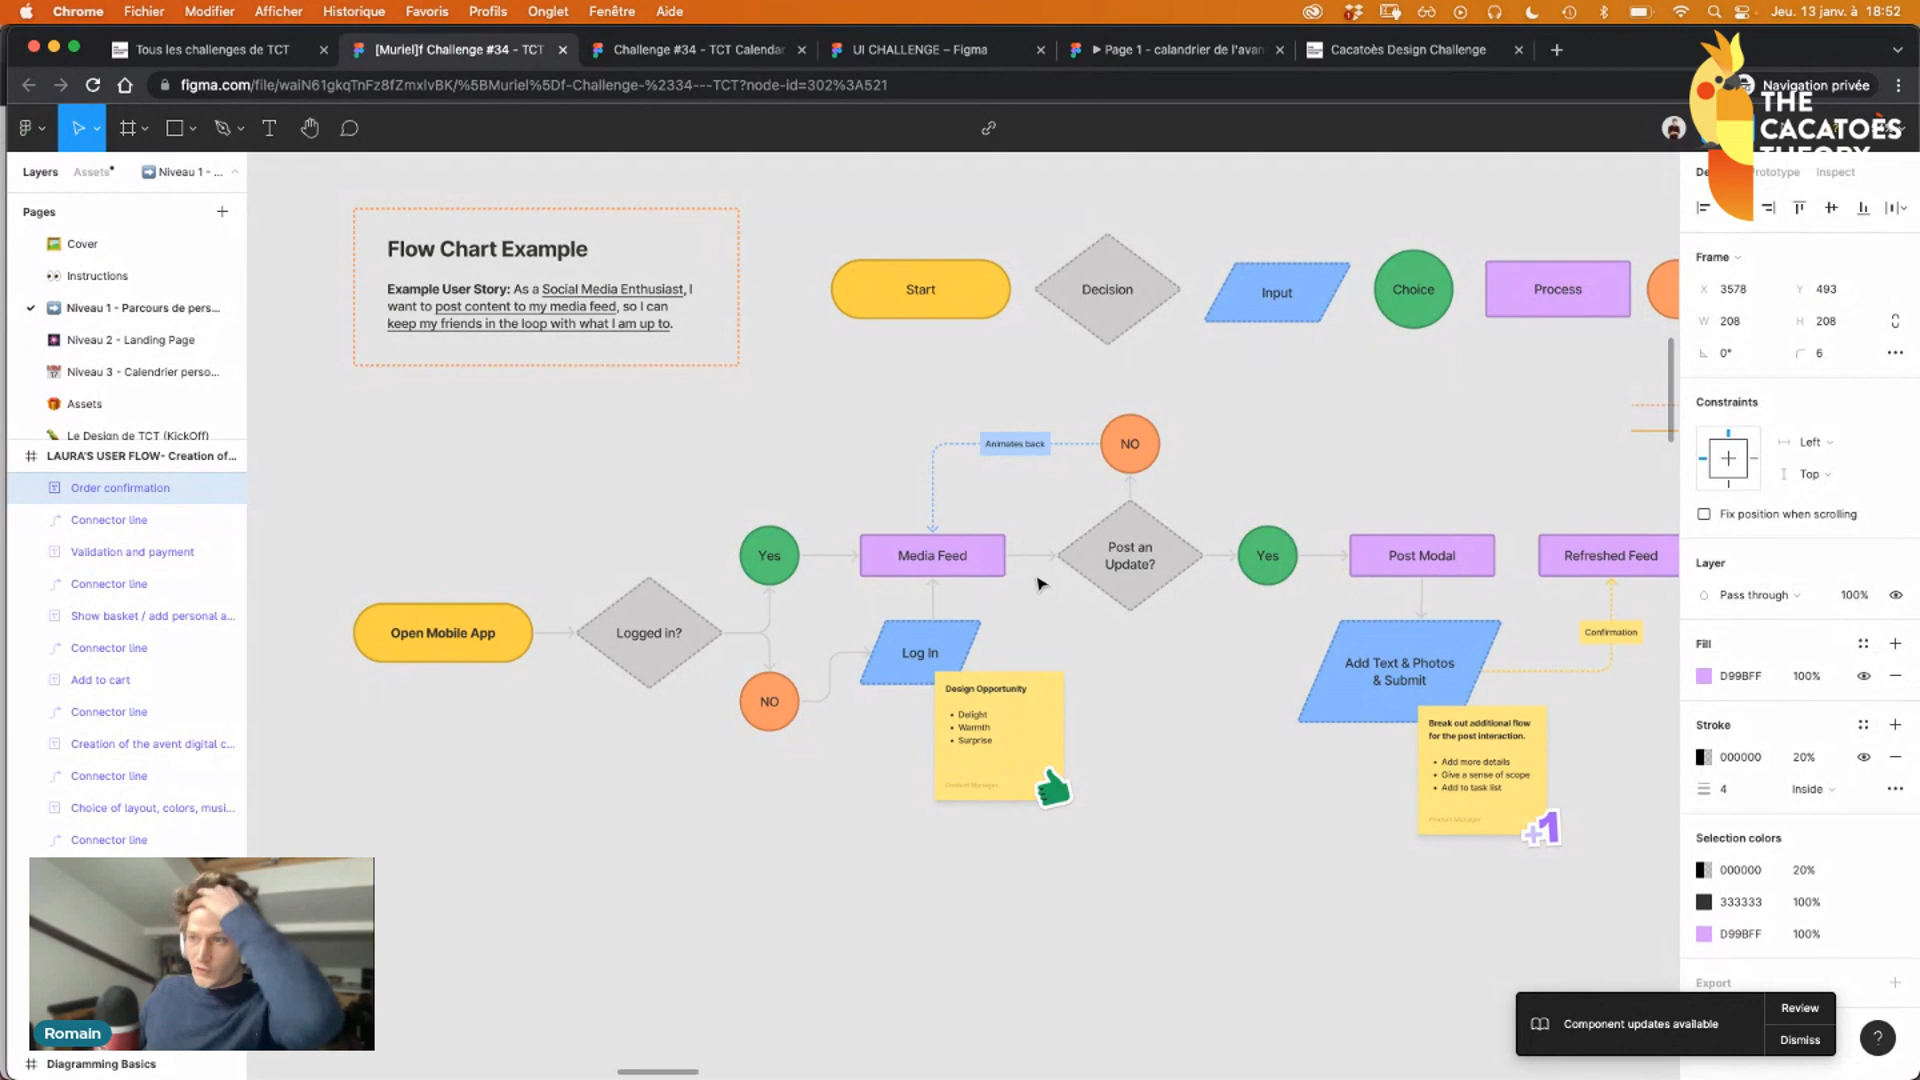 Chrome Fichier Modifier Afficher Historique Favoris Profils Onglet Fenêtre Aide Jeu. 13 janv. à 18:52
Tous les challenges de TCT [Muriel]f Challenge #34 - TCT Challenge #34 - TCT Calendar UI CHALLENGE – Figma Page 1 - calandrier de l'avan Cacatoès Design Challenge
figma.com/file/waiN61gkqTnFz8fZmxlvBK/%5BMuriel%5Df-Challenge-%2334---TCT?node-id=302%3A521 Navigation privée
THE
CACATOES
THEORY
Layers Assets Niveau 1 - ...
Prototype Inspect
Pages
Cover
Instructions
Niveau 1 - Parcours de pers...
Niveau 2 - Landing Page
Niveau 3 - Calendrier perso...
Assets
Le Design de TCT (KickOff)
LAURA'S USER FLOW- Creation of...
Order confirmation
Connector line
Validation and payment
Connector line
Show basket / add personal a...
Connector line
Add to cart
Connector line
Creation of the avent digital c...
Connector line
Choice of layout, colors, musi...
Connector line
Romain
Diagramming Basics
Flow Chart Example
Example User Story: As a Social Media Enthusiast, I
want to post content to my media feed, so I can
keep my friends in the loop with what I am up to.
Start
Decision
Input
Choice
Process
Animates back
NO
Yes
Media Feed
Post an
Update?
Yes
Post Modal
Refreshed Feed
Open Mobile App
Logged in?
Log In
NO
Add Text & Photos
& Submit
Confirmation
Design Opportunity
• Delight
• Warmth
• Surprise
Product Manager
Break out additional flow
for the post interaction.
• Add more details
• Give a sense of scope
• Add to task list
Product Manager
+1
Frame
X 3578 Y 493
W 208 H 208
0° 6
Constraints
Left
Top
Fix position when scrolling
Layer
Pass through 100%
Fill
D99BFF 100%
Stroke
000000 20%
4 Inside
Selection colors
000000 20%
333333 100%
D99BFF 100%
Export
Component updates available
Review
Dismiss
?